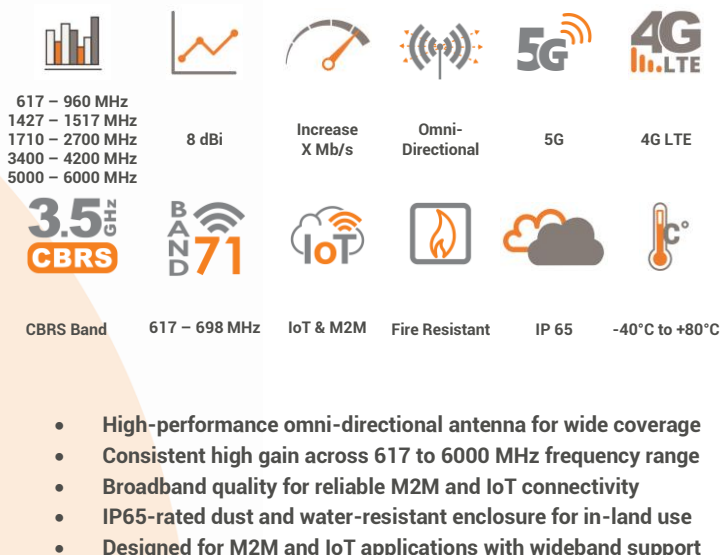 5G
4G
LTE
617 – 960 MHz
1427 – 1517 MHz
1710 – 2700 MHz
3400 – 4200 MHz
5000 – 6000 MHz
8 dBi
Increase
X Mb/s
Omni-
Directional
5G
4G LTE
3.5 GHz
CBRS
BAND
71
IoT
C°
CBRS Band
617 – 698 MHz
IoT & M2M
Fire Resistant
IP 65
-40°C to +80°C
• High-performance omni-directional antenna for wide coverage
• Consistent high gain across 617 to 6000 MHz frequency range
• Broadband quality for reliable M2M and IoT connectivity
• IP65-rated dust and water-resistant enclosure for in-land use
• Designed for M2M and IoT applications with wideband support